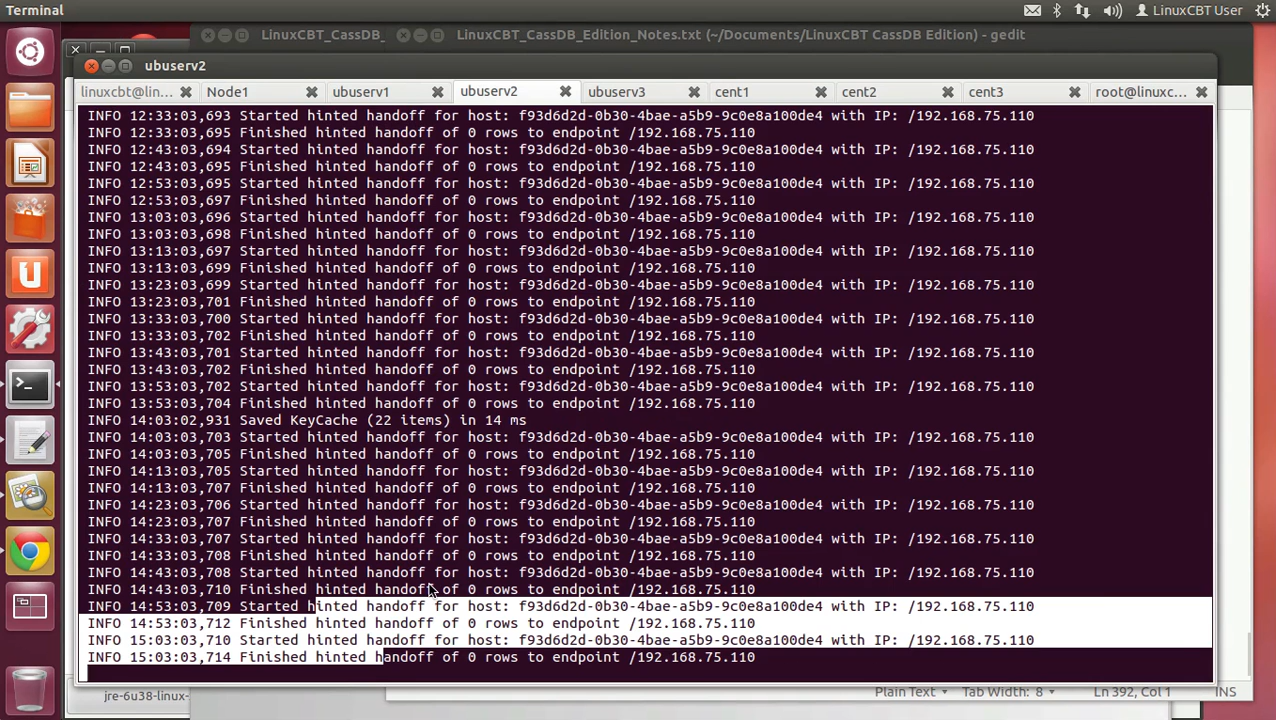 Terminal
LinuxCBT User
LinuxCBT_CassDB_
LinuxCBT_CassDB_Edition_Notes.txt (~/Documents/LinuxCBT CassDB Edition) - gedit
ubuserv2
linuxcbt@lin...
Node1
ubuserv1
ubuserv2
ubuserv3
cent1
cent2
cent3
root@linuxc...
INFO 12:33:03,693 Started hinted handoff for host: f93d6d2d-0b30-4bae-a5b9-9c0e8a100de4 with IP: /192.168.75.110
INFO 12:33:03,695 Finished hinted handoff of 0 rows to endpoint /192.168.75.110
INFO 12:43:03,694 Started hinted handoff for host: f93d6d2d-0b30-4bae-a5b9-9c0e8a100de4 with IP: /192.168.75.110
INFO 12:43:03,695 Finished hinted handoff of 0 rows to endpoint /192.168.75.110
INFO 12:53:03,695 Started hinted handoff for host: f93d6d2d-0b30-4bae-a5b9-9c0e8a100de4 with IP: /192.168.75.110
INFO 12:53:03,697 Finished hinted handoff of 0 rows to endpoint /192.168.75.110
INFO 13:03:03,696 Started hinted handoff for host: f93d6d2d-0b30-4bae-a5b9-9c0e8a100de4 with IP: /192.168.75.110
INFO 13:03:03,698 Finished hinted handoff of 0 rows to endpoint /192.168.75.110
INFO 13:13:03,697 Started hinted handoff for host: f93d6d2d-0b30-4bae-a5b9-9c0e8a100de4 with IP: /192.168.75.110
INFO 13:13:03,699 Finished hinted handoff of 0 rows to endpoint /192.168.75.110
INFO 13:23:03,699 Started hinted handoff for host: f93d6d2d-0b30-4bae-a5b9-9c0e8a100de4 with IP: /192.168.75.110
INFO 13:23:03,701 Finished hinted handoff of 0 rows to endpoint /192.168.75.110
INFO 13:33:03,700 Started hinted handoff for host: f93d6d2d-0b30-4bae-a5b9-9c0e8a100de4 with IP: /192.168.75.110
INFO 13:33:03,702 Finished hinted handoff of 0 rows to endpoint /192.168.75.110
INFO 13:43:03,701 Started hinted handoff for host: f93d6d2d-0b30-4bae-a5b9-9c0e8a100de4 with IP: /192.168.75.110
INFO 13:43:03,702 Finished hinted handoff of 0 rows to endpoint /192.168.75.110
INFO 13:53:03,702 Started hinted handoff for host: f93d6d2d-0b30-4bae-a5b9-9c0e8a100de4 with IP: /192.168.75.110
INFO 13:53:03,704 Finished hinted handoff of 0 rows to endpoint /192.168.75.110
INFO 14:03:02,931 Saved KeyCache (22 items) in 14 ms
INFO 14:03:03,703 Started hinted handoff for host: f93d6d2d-0b30-4bae-a5b9-9c0e8a100de4 with IP: /192.168.75.110
INFO 14:03:03,705 Finished hinted handoff of 0 rows to endpoint /192.168.75.110
INFO 14:13:03,705 Started hinted handoff for host: f93d6d2d-0b30-4bae-a5b9-9c0e8a100de4 with IP: /192.168.75.110
INFO 14:13:03,707 Finished hinted handoff of 0 rows to endpoint /192.168.75.110
INFO 14:23:03,706 Started hinted handoff for host: f93d6d2d-0b30-4bae-a5b9-9c0e8a100de4 with IP: /192.168.75.110
INFO 14:23:03,707 Finished hinted handoff of 0 rows to endpoint /192.168.75.110
INFO 14:33:03,707 Started hinted handoff for host: f93d6d2d-0b30-4bae-a5b9-9c0e8a100de4 with IP: /192.168.75.110
INFO 14:33:03,708 Finished hinted handoff of 0 rows to endpoint /192.168.75.110
INFO 14:43:03,708 Started hinted handoff for host: f93d6d2d-0b30-4bae-a5b9-9c0e8a100de4 with IP: /192.168.75.110
INFO 14:43:03,710 Finished hinted handoff of 0 rows to endpoint /192.168.75.110
INFO 14:53:03,709 Started hinted handoff for host: f93d6d2d-0b30-4bae-a5b9-9c0e8a100de4 with IP: /192.168.75.110
INFO 14:53:03,712 Finished hinted handoff of 0 rows to endpoint /192.168.75.110
INFO 15:03:03,710 Started hinted handoff for host: f93d6d2d-0b30-4bae-a5b9-9c0e8a100de4 with IP: /192.168.75.110
INFO 15:03:03,714 Finished hinted handoff of 0 rows to endpoint /192.168.75.110
jre-6u38-linux-
Plain Text
Tab Width: 8
Ln 392, Col 1
INS